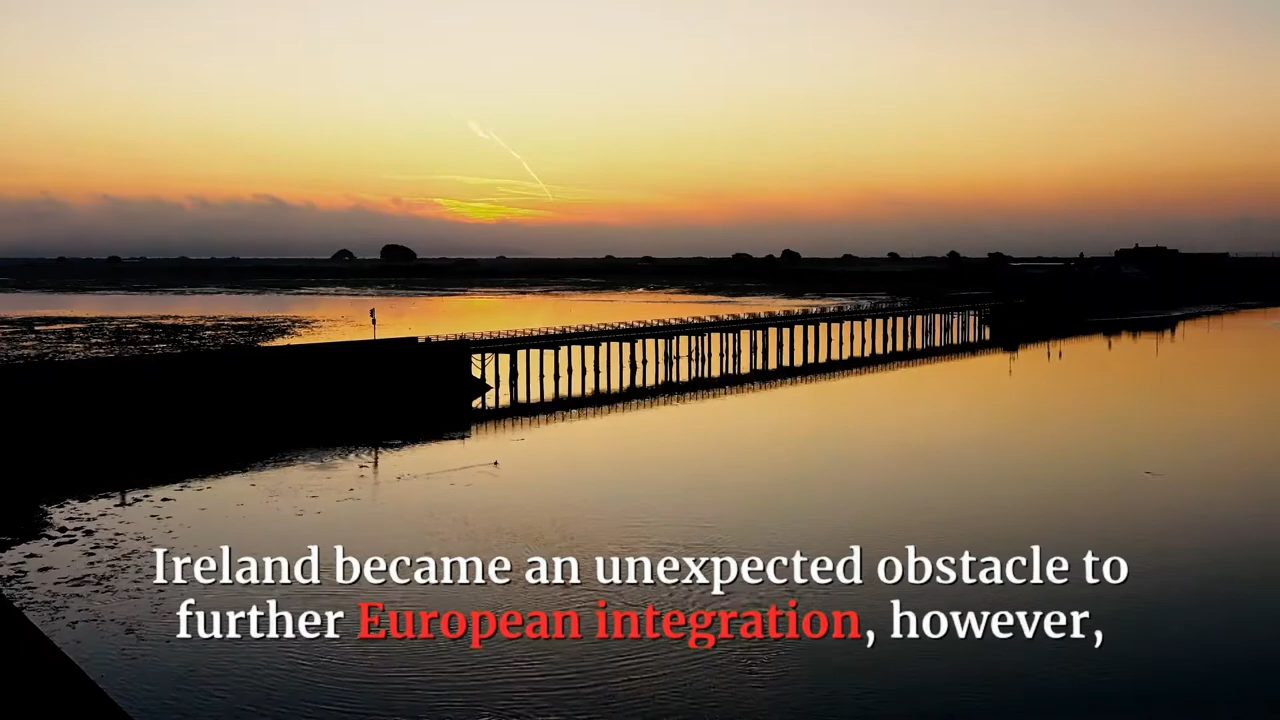 Ireland became an unexpected obstacle to
further European integration, however,